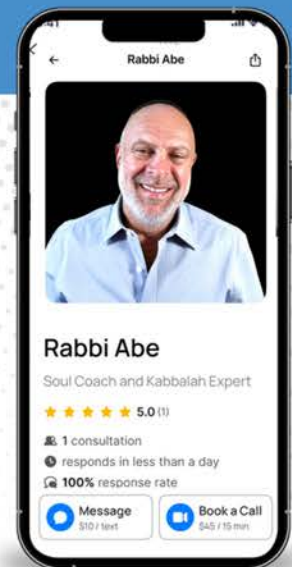 Rabbi Abe
Rabbi Abe
Soul Coach and Kabbalah Expert
5.0 (1)
1 consultation
responds in less than a day
100% response rate
Message
$10 / text
Book a Call
$45 / 15 min